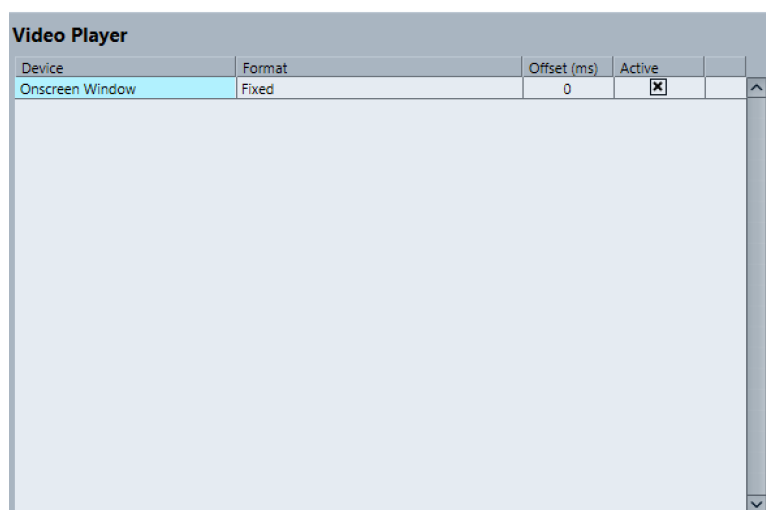 Video Player
Device Format Offset (ms) Active
Onscreen Window Fixed 0